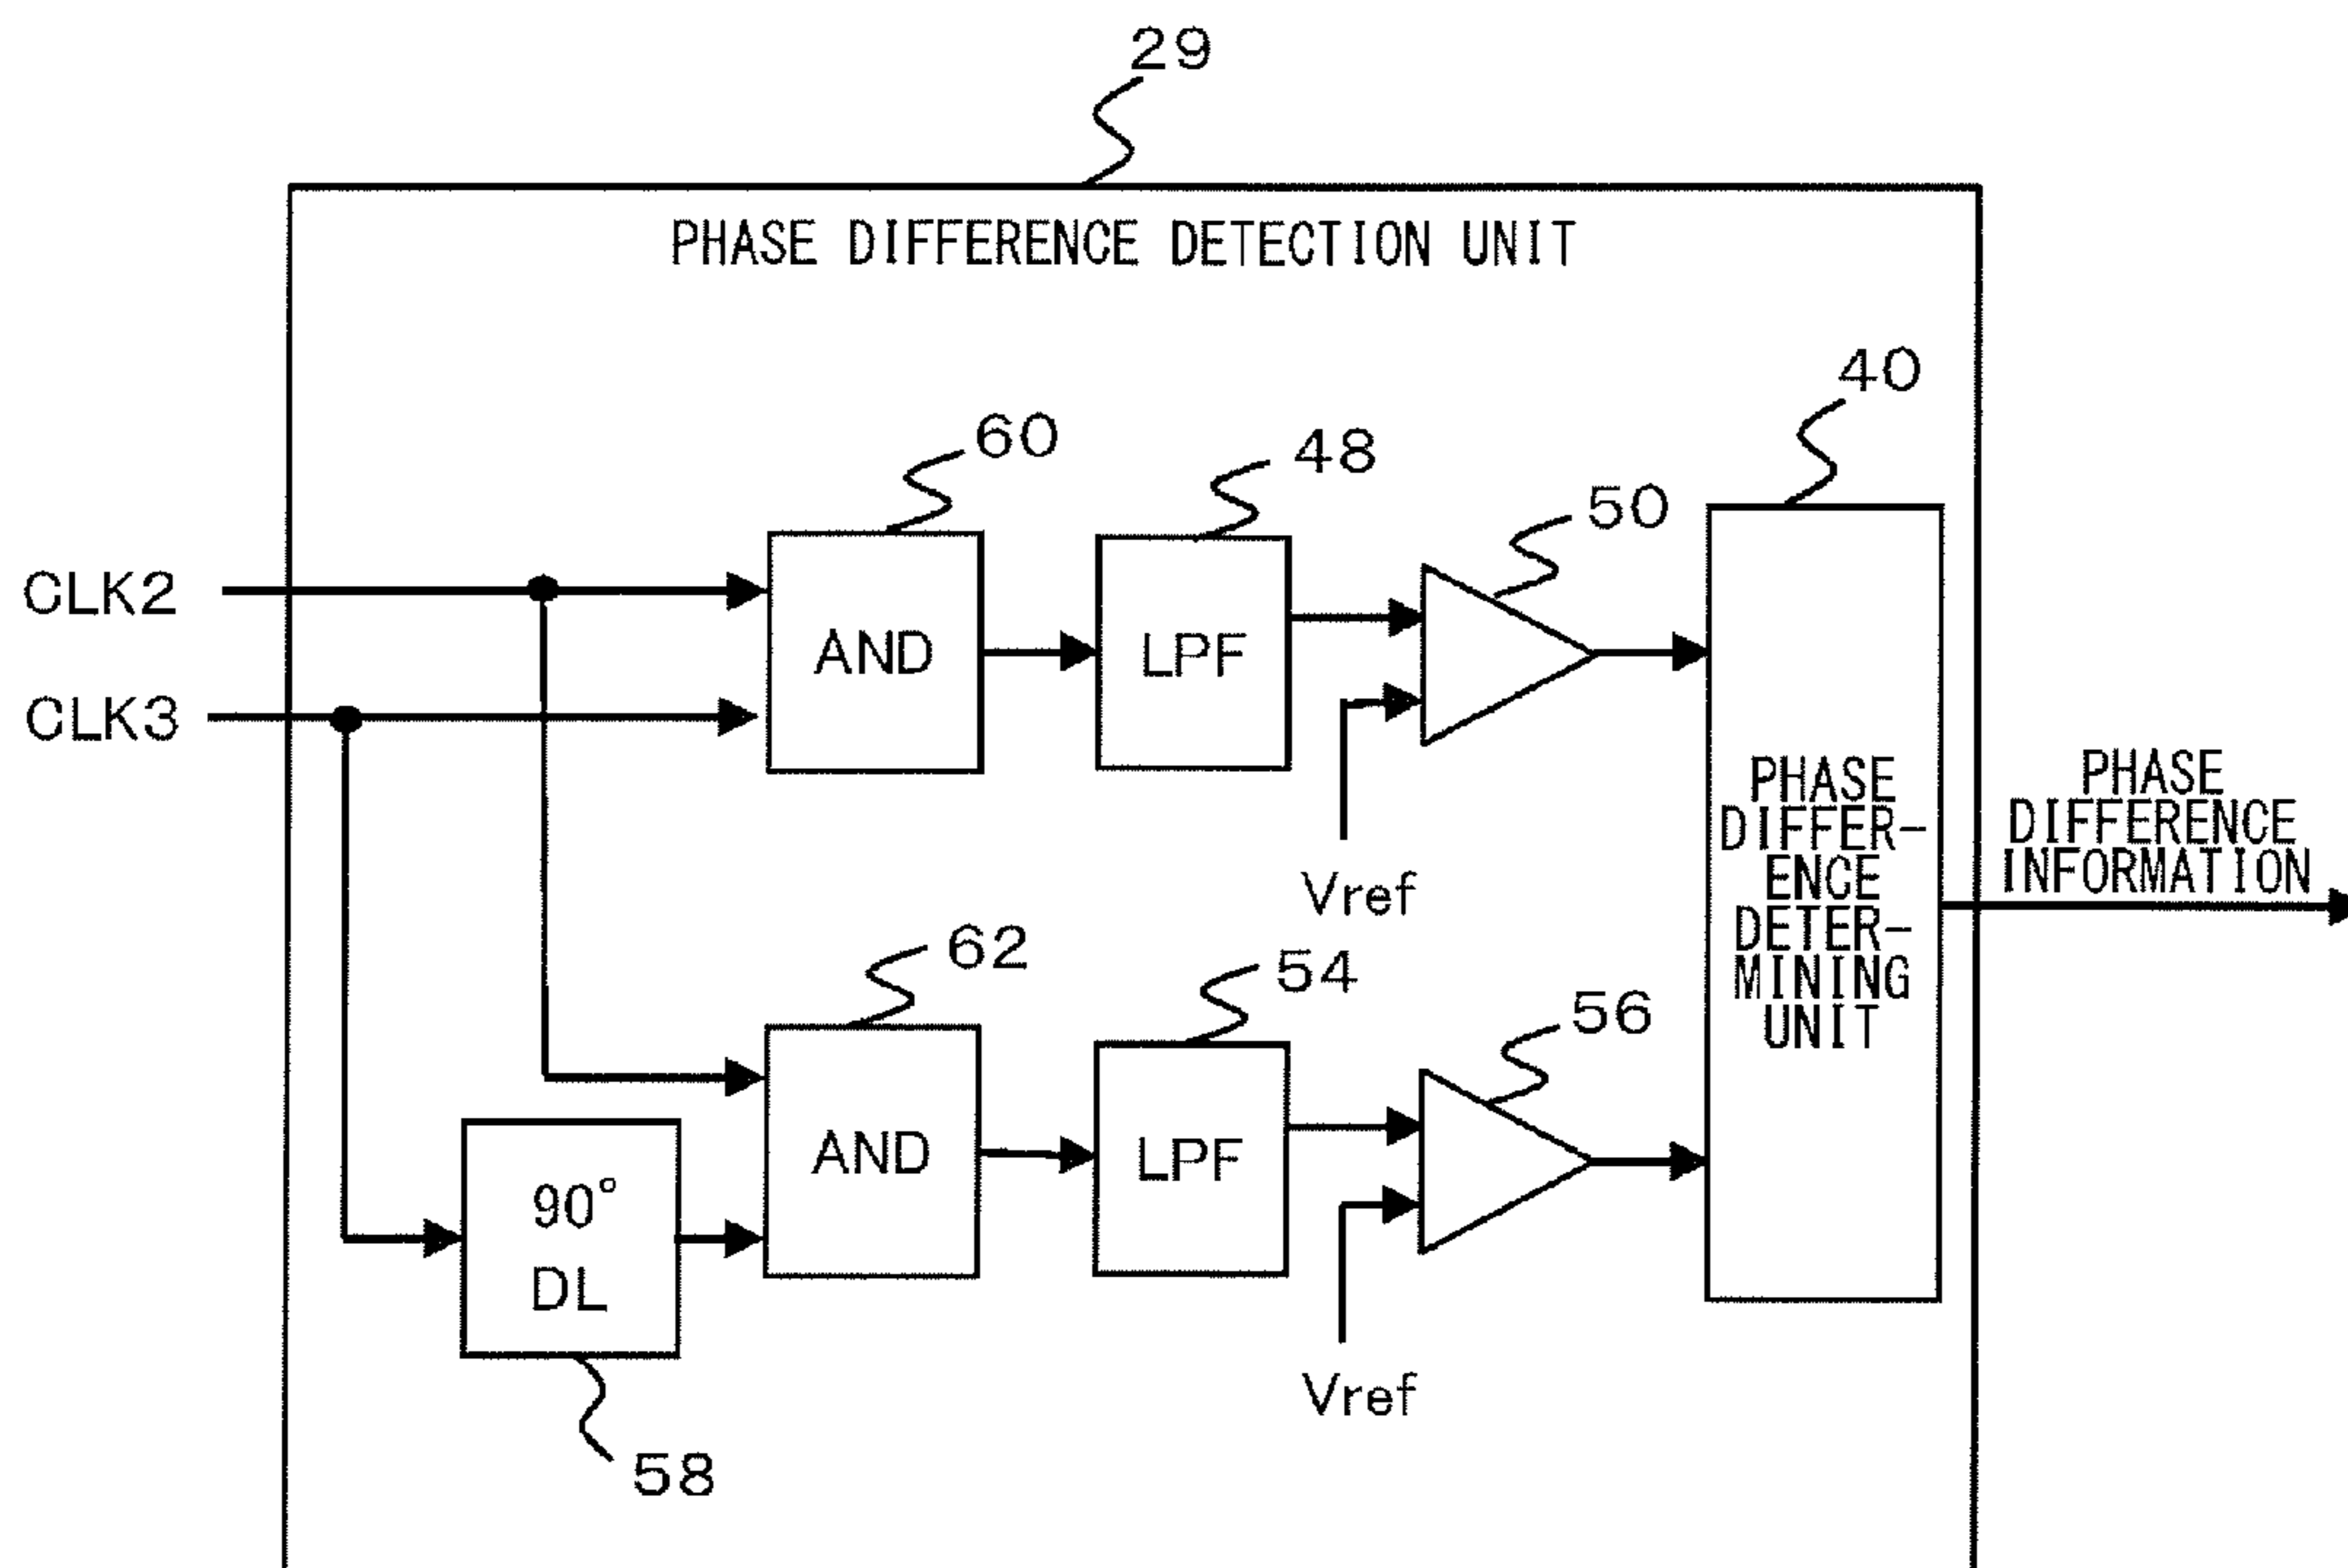 29
PHASE DIFFERENCE DETECTION UNIT
40
60
48
50
CLK2
AND
LPF
CLK3
PHASE
DIFFER-
ENCE
DETER-
MINING
UNIT
PHASE
DIFFERENCE
INFORMATION
Vref
62
54
56
AND
LPF
90°
DL
Vref
58